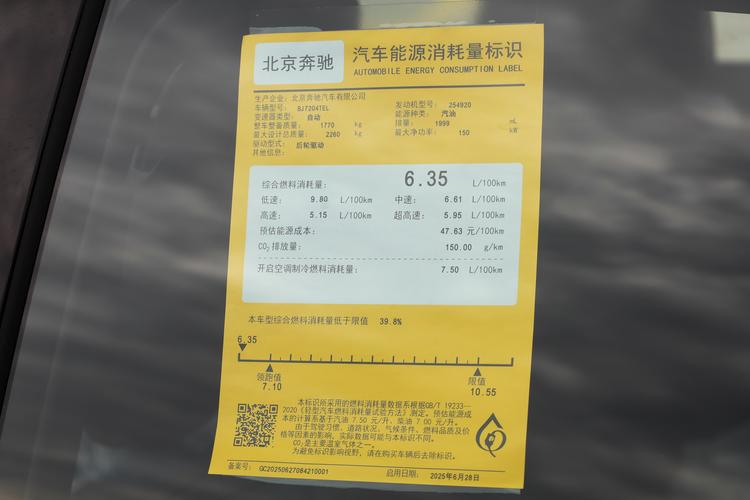 北京奔驰
汽车能源消耗量标识
AUTOMOBILE ENERGY CONSUMPTION LABEL
生产企业：北京奔驰汽车有限公司
车辆型号：BJ7204TEL 发动机型号：254920
变速器类型：自动 能源种类：汽油
整车整备质量：1770 kg 排量：1999 mL
最大设计总质量：2260 kg 最大净功率：150 kW
驱动型式：后轮驱动
其他信息：
综合燃料消耗量：6.35 L/100km
低速：9.80 L/100km 中速：6.61 L/100km
高速：5.15 L/100km 超高速：5.95 L/100km
预估能源成本：47.63 元/100km
CO₂排放量：150.00 g/km
开启空调制冷燃料消耗量：7.50 L/100km
本车型综合燃料消耗量低于限值 39.8%
6.35
领跑值 限值
7.10 10.55
本标识所采用的燃料消耗量数据系根据GB/T 19233—
2020《轻型汽车燃料消耗量试验方法》测定。预估能源成
本的计算系基于汽油 7.50 元/升，柴油 7.00 元/升。
由于驾驶习惯、道路状况、气候条件、燃料品质及价
格等因素的影响，实际数据可能与本标识不同。
CO₂是主要温室气体之一。
为避免标识影响视野，请在购买车辆后去除标识。
备案号：GC20250627084210001 启用日期：2025年6月28日